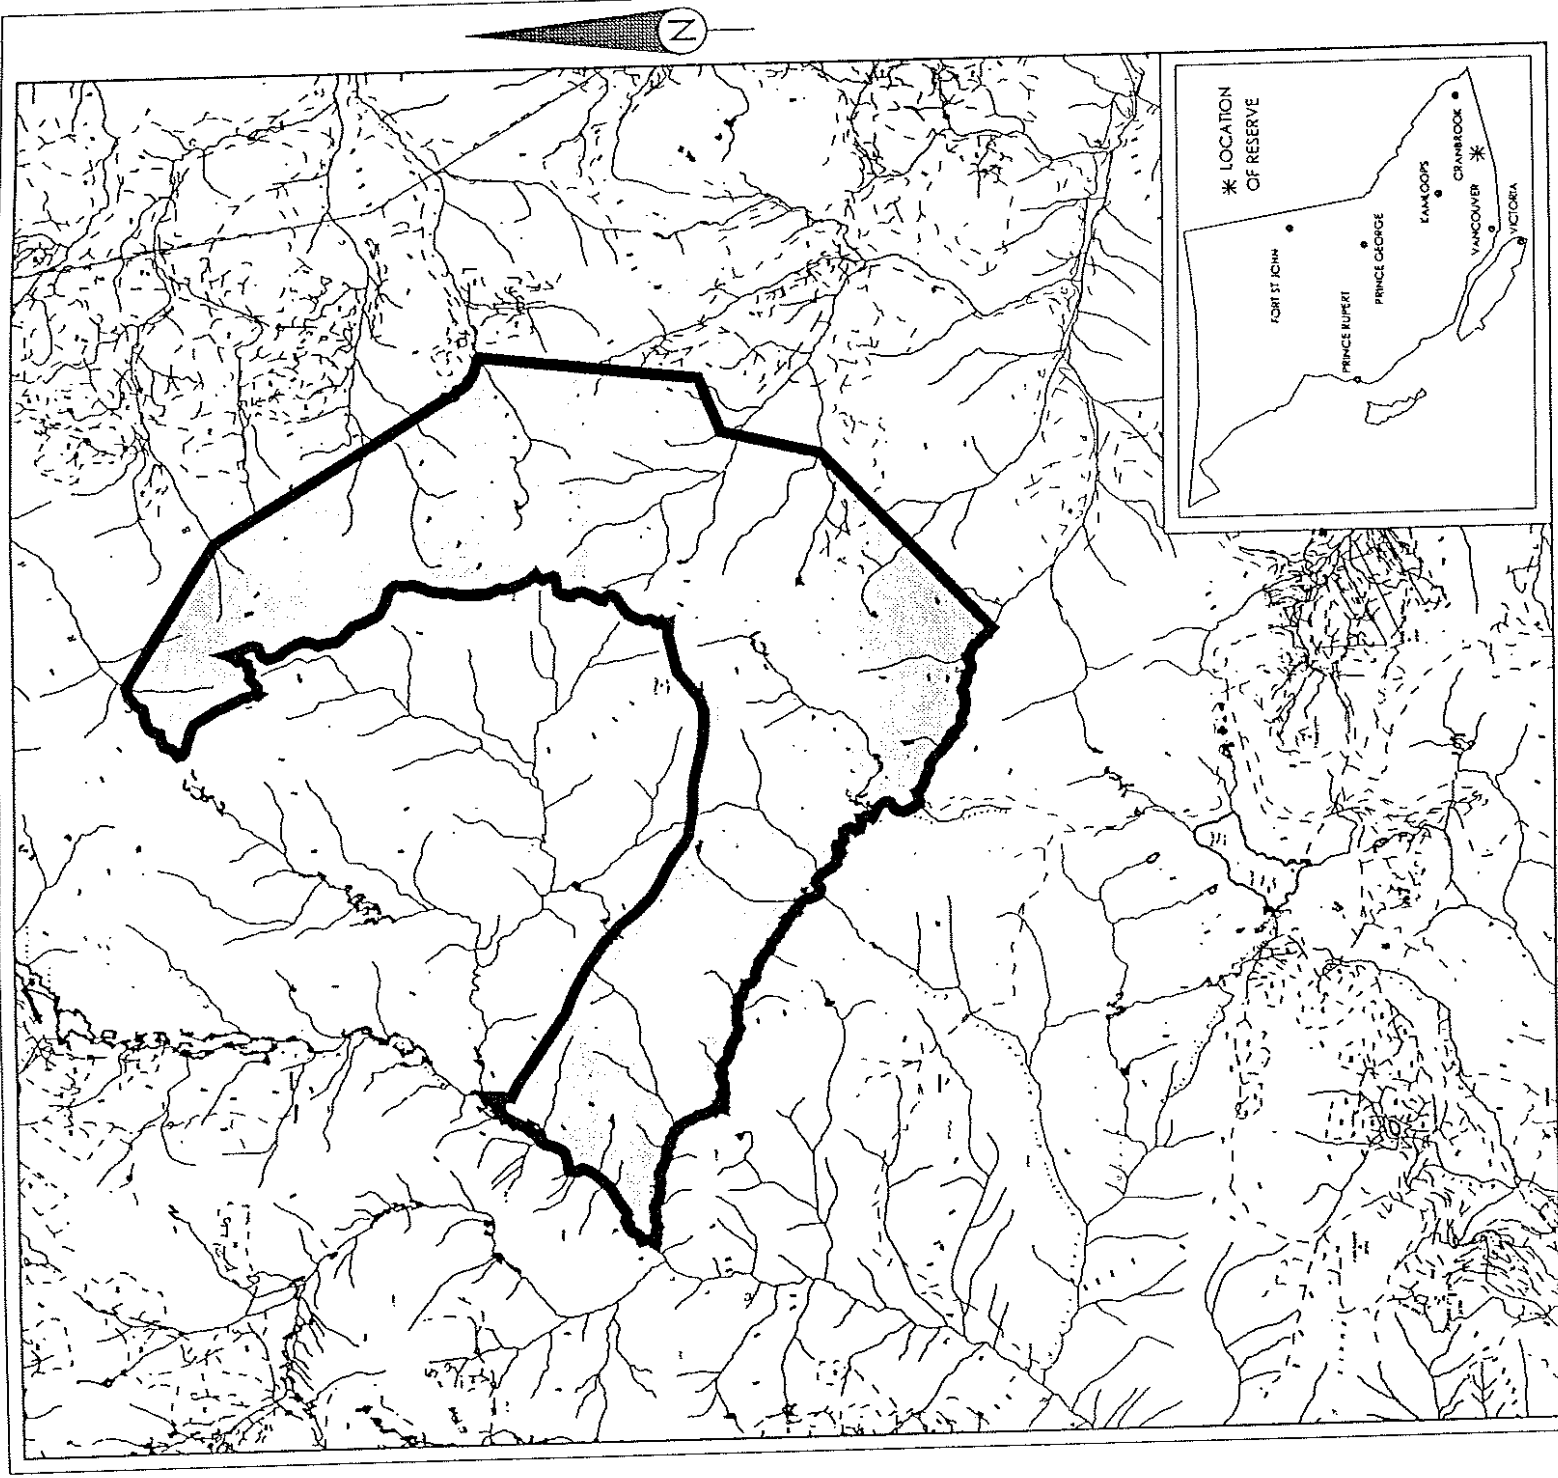 N
* LOCATION
OF RESERVE
FORT ST JOHN
PRINCE RUPERT
PRINCE GEORGE
KAMLOOPS
CRANBROOK
VANCOUVER
VICTORIA